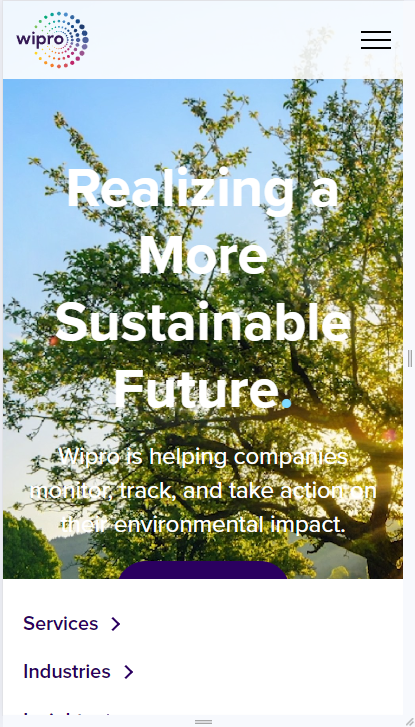 wipro
Realizing a
More
Sustainable
Future.
Wipro is helping companies
monitor, track, and take action on
their environmental impact.
Services
Industries